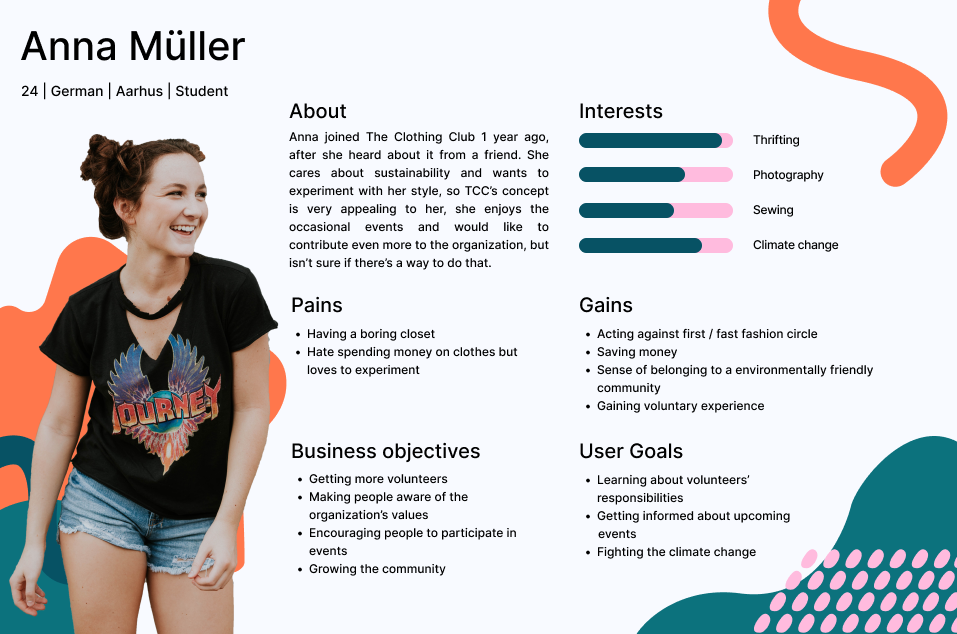 Anna Müller
24 | German | Aarhus | Student
About
Anna joined The Clothing Club 1 year ago,
after she heard about it from a friend. She
cares about sustainability and wants to
experiment with her style, so TCC's concept
is very appealing to her, she enjoys the
occasional events and would like to
contribute even more to the organization, but
isn't sure if there's a way to do that.
Interests
Thrifting
Photography
Sewing
Climate change
Pains
• Having a boring closet
• Hate spending money on clothes but
loves to experiment
Gains
• Acting against first / fast fashion circle
• Saving money
• Sense of belonging to a environmentally friendly
community
• Gaining voluntary experience
JOURNEY
Business objectives
• Getting more volunteers
• Making people aware of the
organization's values
• Encouraging people to participate in
events
• Growing the community
User Goals
• Learning about volunteers'
responsibilities
• Getting informed about upcoming
events
• Fighting the climate change